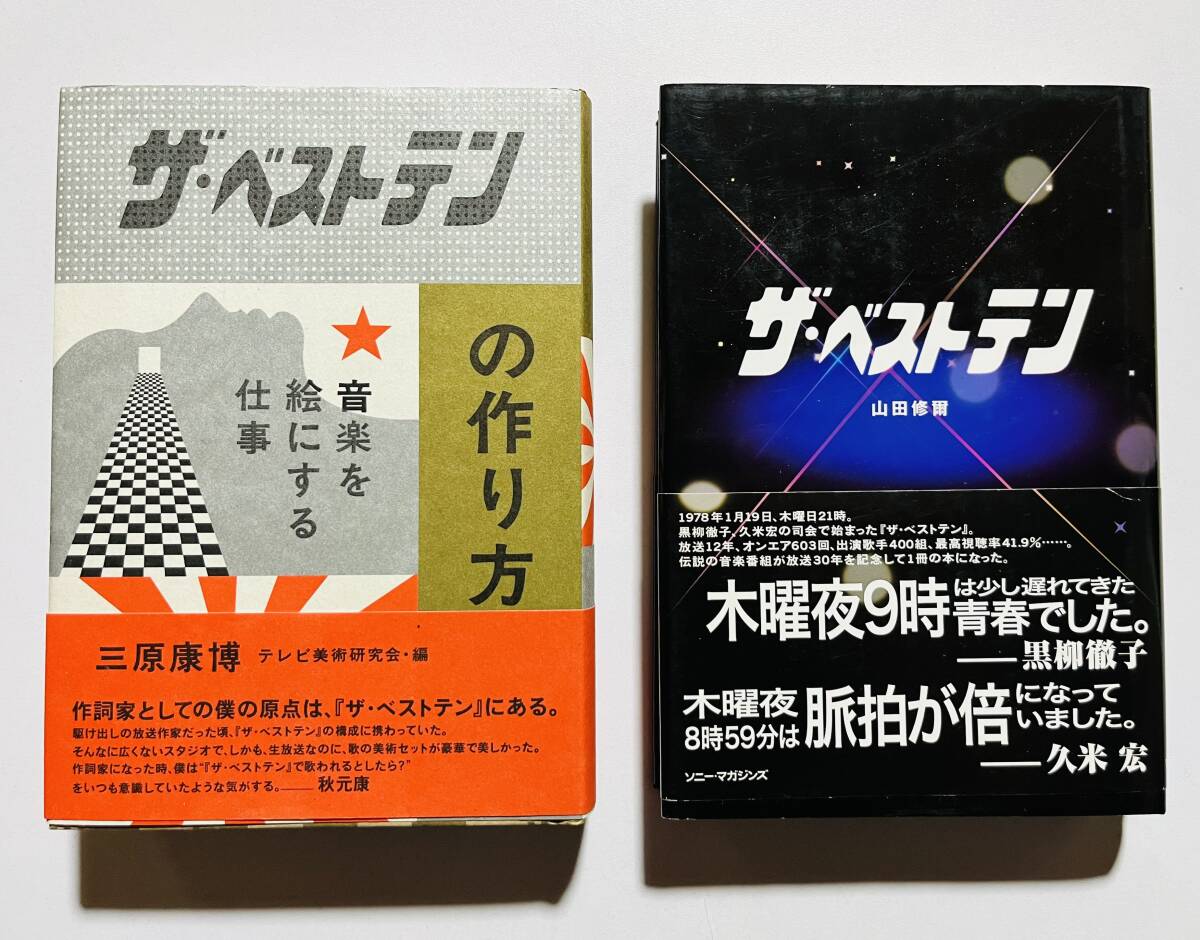 ザ・ベストテン
の作り方
音楽を
絵にする
仕事
三原康博 テレビ美術研究会・編
作詞家としての僕の原点は、『ザ・ベストテン』にある。
駆け出しの放送作家だった頃、『ザ・ベストテン』の構成に携わっていた。
そんなに広くないスタジオで、しかも、生放送なのに、歌の美術セットが豪華で美しかった。
作詞家になった時、僕は“『ザ・ベストテン』で歌われるとしたら?”
をいつも意識していたような気がする。——秋元康
ザ・ベストテン
山田修爾
1978年1月19日、木曜日21時。
黒柳徹子、久米宏の司会で始まった『ザ・ベストテン』。
放送12年、オンエア603回、出演歌手400組、最高視聴率41.9%……。
伝説の音楽番組が放送30年を記念して1冊の本になった。
木曜夜9時は少し遅れてきた
青春でした。
——黒柳徹子
木曜夜
8時59分は脈拍が倍になって
いました。
——久米 宏
ソニー・マガジンズ